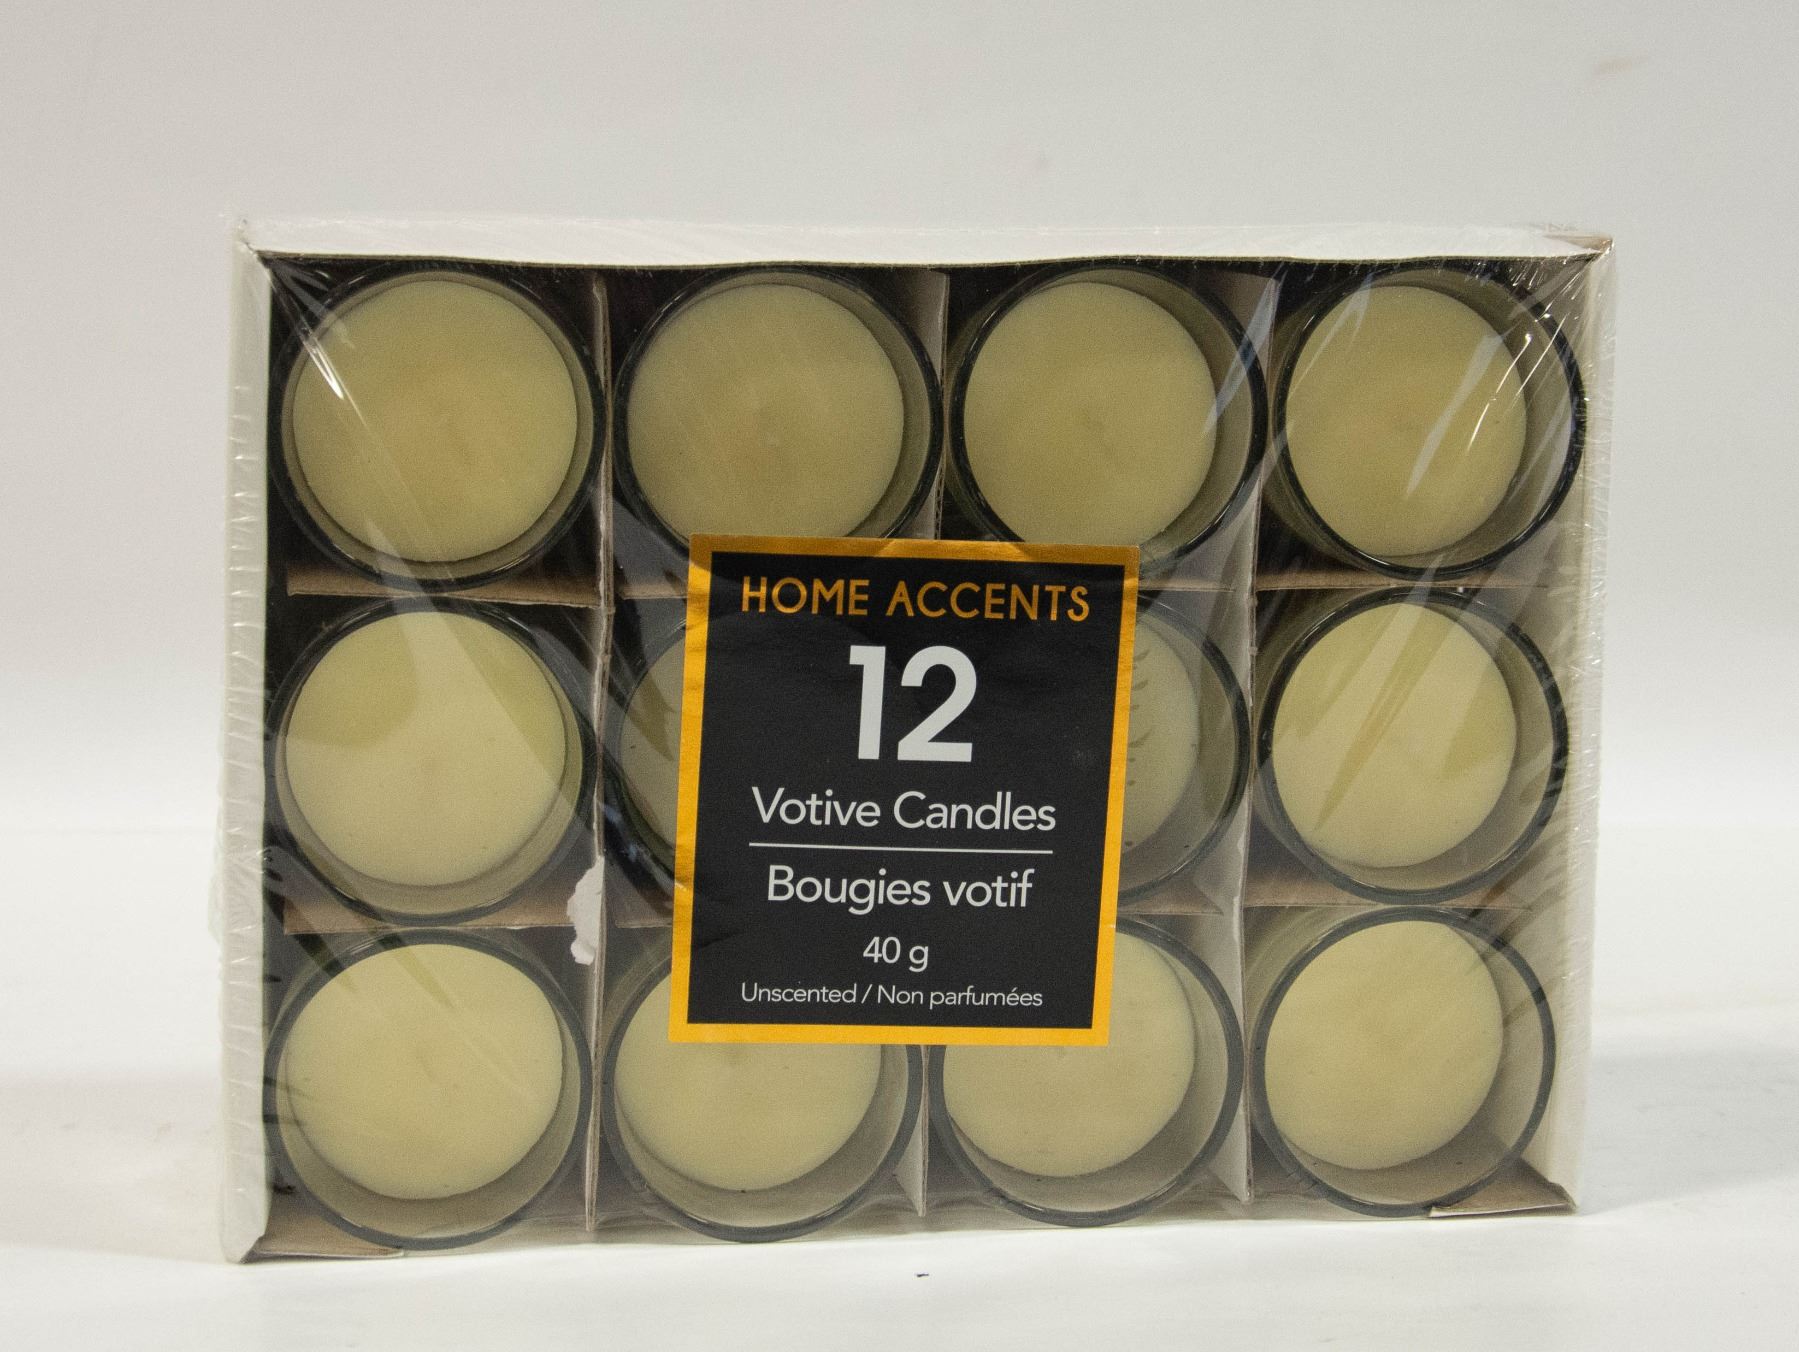 HOME ACCENTS
12
Votive Candles
Bougies votif
40 g
Unscented / Non parfumées